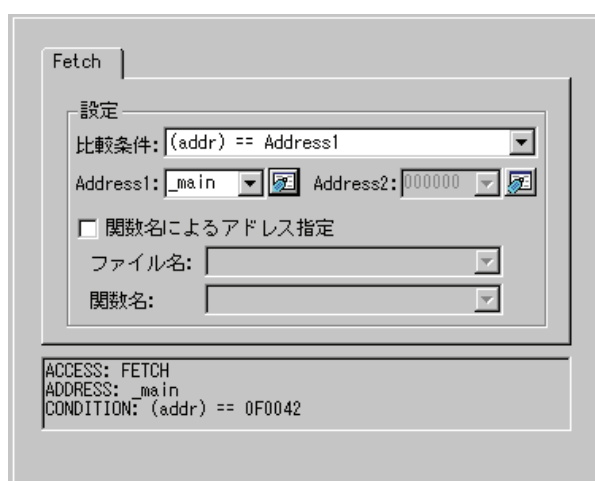 Fetch
設定
比較条件: (addr) == Address1
Address1: _main Address2: 000000
関数名によるアドレス指定
ファイル名:
関数名:
ACCESS: FETCH
ADDRESS: _main
CONDITION: (addr) == 0F0042